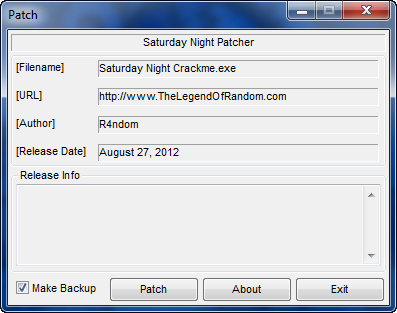 Patch
Saturday Night Patcher
[Filename] Saturday Night Crackme.exe
[URL] http://www.TheLegendOfRandom.com
[Author] R4ndom
[Release Date] August 27, 2012
Release Info
Make Backup Patch About Exit